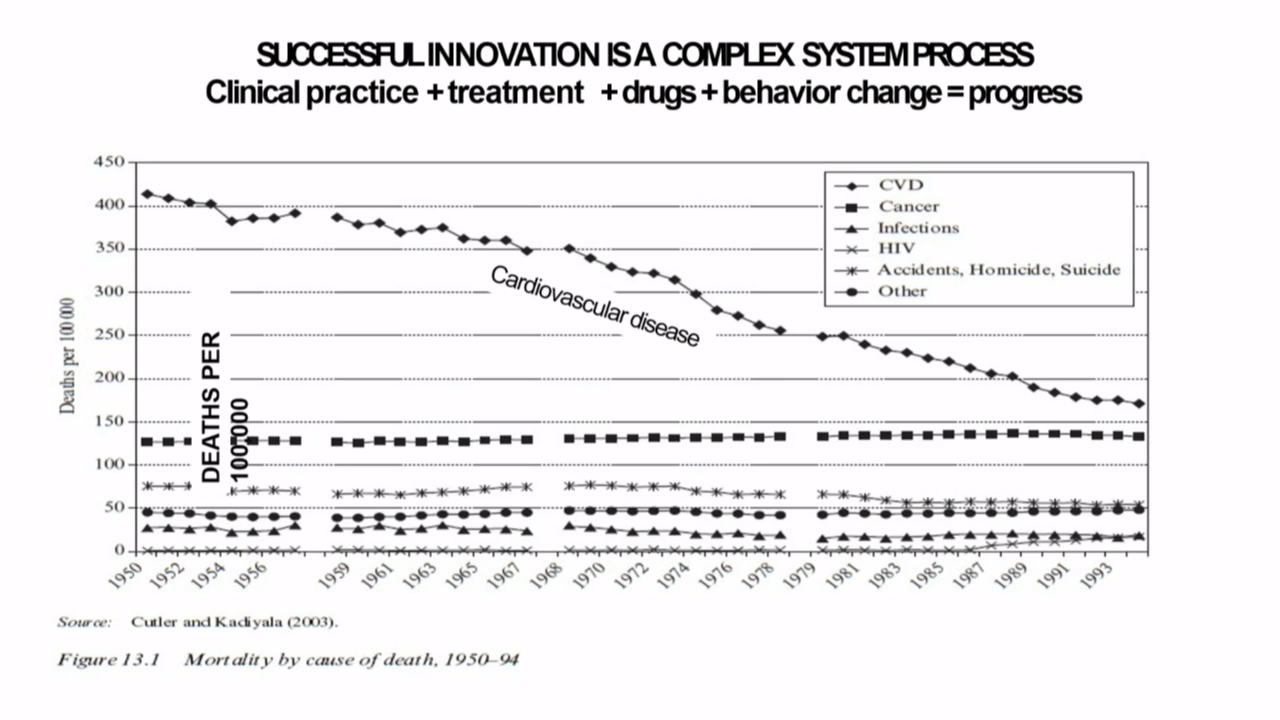 SUCCESSFUL INNOVATION IS A COMPLEX SYSTEM PROCESS
Clinical practice + treatment + drugs + behavior change = progress
450
400
350
300
250
200
150
100
50
0
Deaths per 100 000
DEATHS PER
100'000
Cardiovascular disease
CVD
Cancer
Infections
HIV
Accidents, Homicide, Suicide
Other
1950 1952 1954 1956 1959 1961 1963 1965 1967 1968 1970 1972 1974 1976 1978 1979 1981 1983 1985 1987 1989 1991 1993
Source: Cutler and Kadiyala (2003).
Figure 13.1 Mortality by cause of death, 1950–94